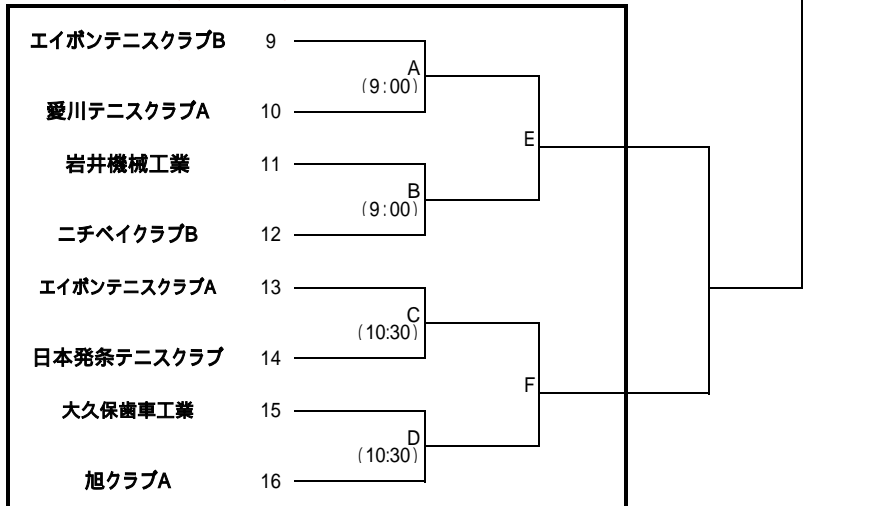 エイボンテニスクラブB 9
A
(9:00)
愛川テニスクラブA 10
E
岩井機械工業 11
B
(9:00)
ニチベイクラブB 12
エイボンテニスクラブA 13
C
(10:30)
日本発条テニスクラブ 14
F
大久保歯車工業 15
D
(10:30)
旭クラブA 16